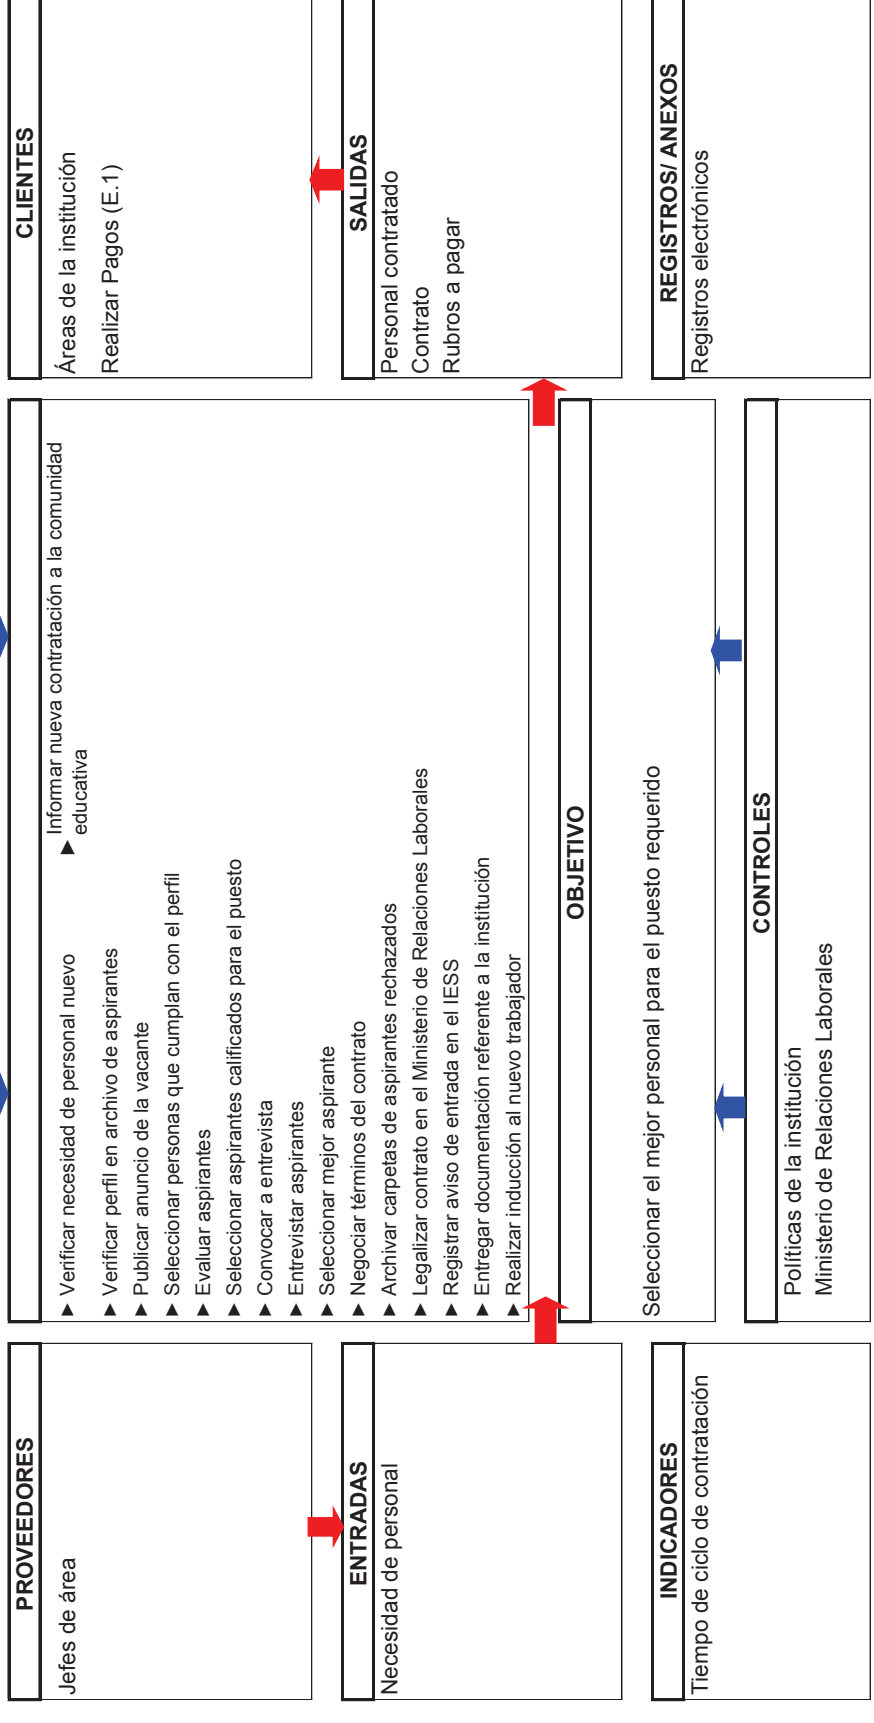 PROVEEDORES
Jefes de área
ENTRADAS
Necesidad de personal
INDICADORES
Tiempo de ciclo de contratación
► Verificar necesidad de personal nuevo
► Verificar perfil en archivo de aspirantes
► Publicar anuncio de la vacante
► Seleccionar personas que cumplan con el perfil
► Evaluar aspirantes
► Seleccionar aspirantes calificados para el puesto
► Convocar a entrevista
► Entrevistar aspirantes
► Seleccionar mejor aspirante
► Negociar términos del contrato
► Archivar carpetas de aspirantes rechazados
► Legalizar contrato en el Ministerio de Relaciones Laborales
► Registrar aviso de entrada en el IESS
► Entregar documentación referente a la institución
► Realizar inducción al nuevo trabajador
► Informar nueva contratación a la comunidad
educativa
OBJETIVO
Seleccionar el mejor personal para el puesto requerido
CONTROLES
Políticas de la institución
Ministerio de Relaciones Laborales
CLIENTES
Áreas de la institución
Realizar Pagos (E.1)
SALIDAS
Personal contratado
Contrato
Rubros a pagar
REGISTROS/ ANEXOS
Registros electrónicos